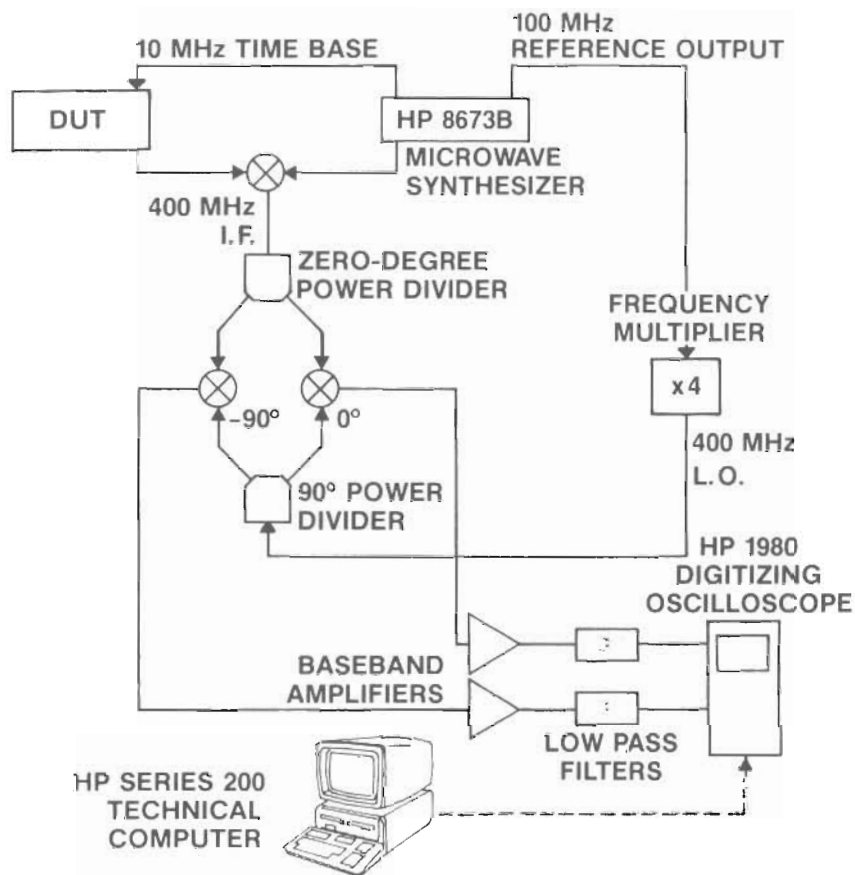 10 MHz TIME BASE
100 MHz
REFERENCE OUTPUT
DUT
HP 8673B
MICROWAVE
SYNTHESIZER
400 MHz
I.F.
ZERO-DEGREE
POWER DIVIDER
FREQUENCY
MULTIPLIER
x4
-90°
0°
400 MHz
L.O.
90° POWER
DIVIDER
HP 1980
DIGITIZING
OSCILLOSCOPE
BASEBAND
AMPLIFIERS
LOW PASS
FILTERS
HP SERIES 200
TECHNICAL
COMPUTER